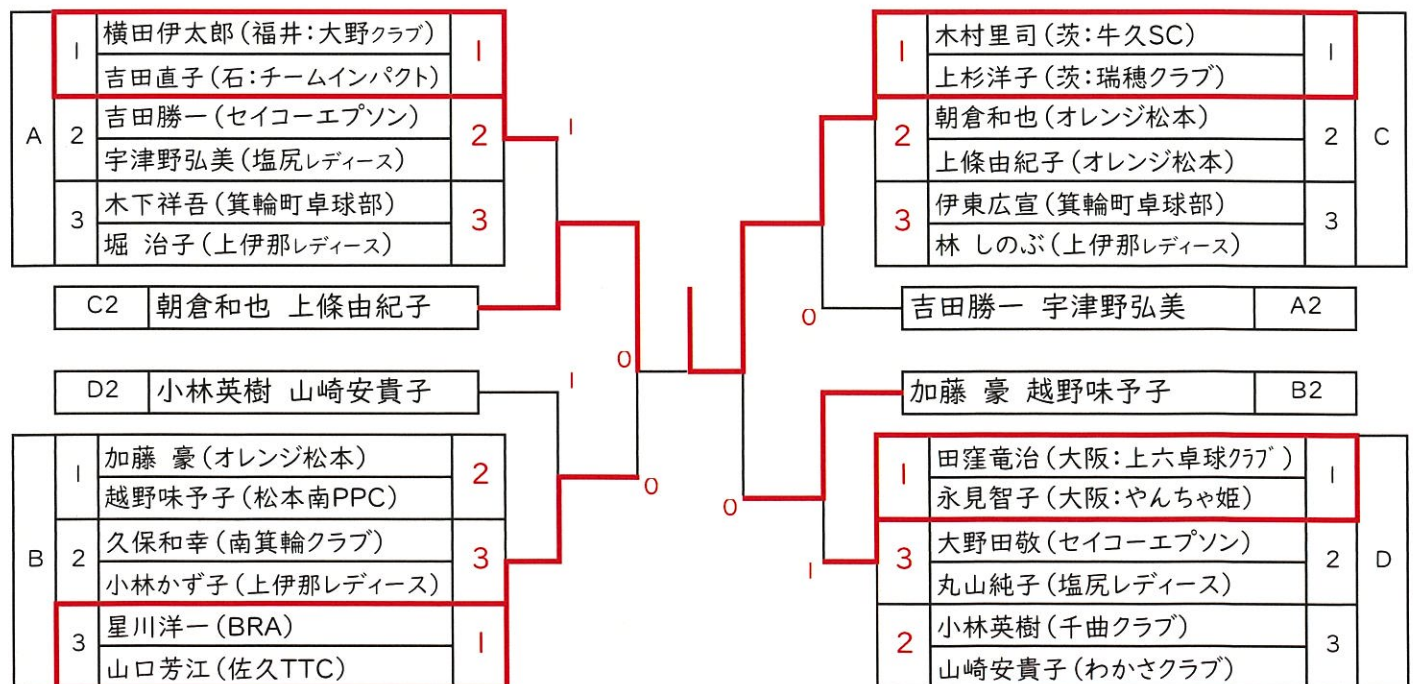 A
1
横田伊太郎(福井:大野クラブ)
吉田直子(石:チームインパクト)
1
2
吉田勝一(セイコーエプソン)
宇津野弘美(塩尻レディース)
2
3
木下祥吾(箕輪町卓球部)
堀 治子(上伊那レディース)
3
1
C2 朝倉和也 上條由紀子
0
D2 小林英樹 山崎安貴子
1
B
1
加藤 豪(オレンジ松本)
越野味予子(松本南PPC)
2
2
久保和幸(南箕輪クラブ)
小林かず子(上伊那レディース)
3
3
星川洋一(BRA)
山口芳江(佐久TTC)
1
0
1
木村里司(茨:牛久SC)
上杉洋子(茨:瑞穂クラブ)
1
2
朝倉和也(オレンジ松本)
上條由紀子(オレンジ松本)
2
C
3
伊東広宣(箕輪町卓球部)
林 しのぶ(上伊那レディース)
3
0
吉田勝一 宇津野弘美 A2
加藤 豪 越野味予子 B2
0
1
田窪竜治(大阪:上六卓球クラブ)
永見智子(大阪:やんちゃ姫)
1
1
3
大野田敬(セイコーエプソン)
丸山純子(塩尻レディース)
2
D
2
小林英樹(千曲クラブ)
山崎安貴子(わかさクラブ)
3